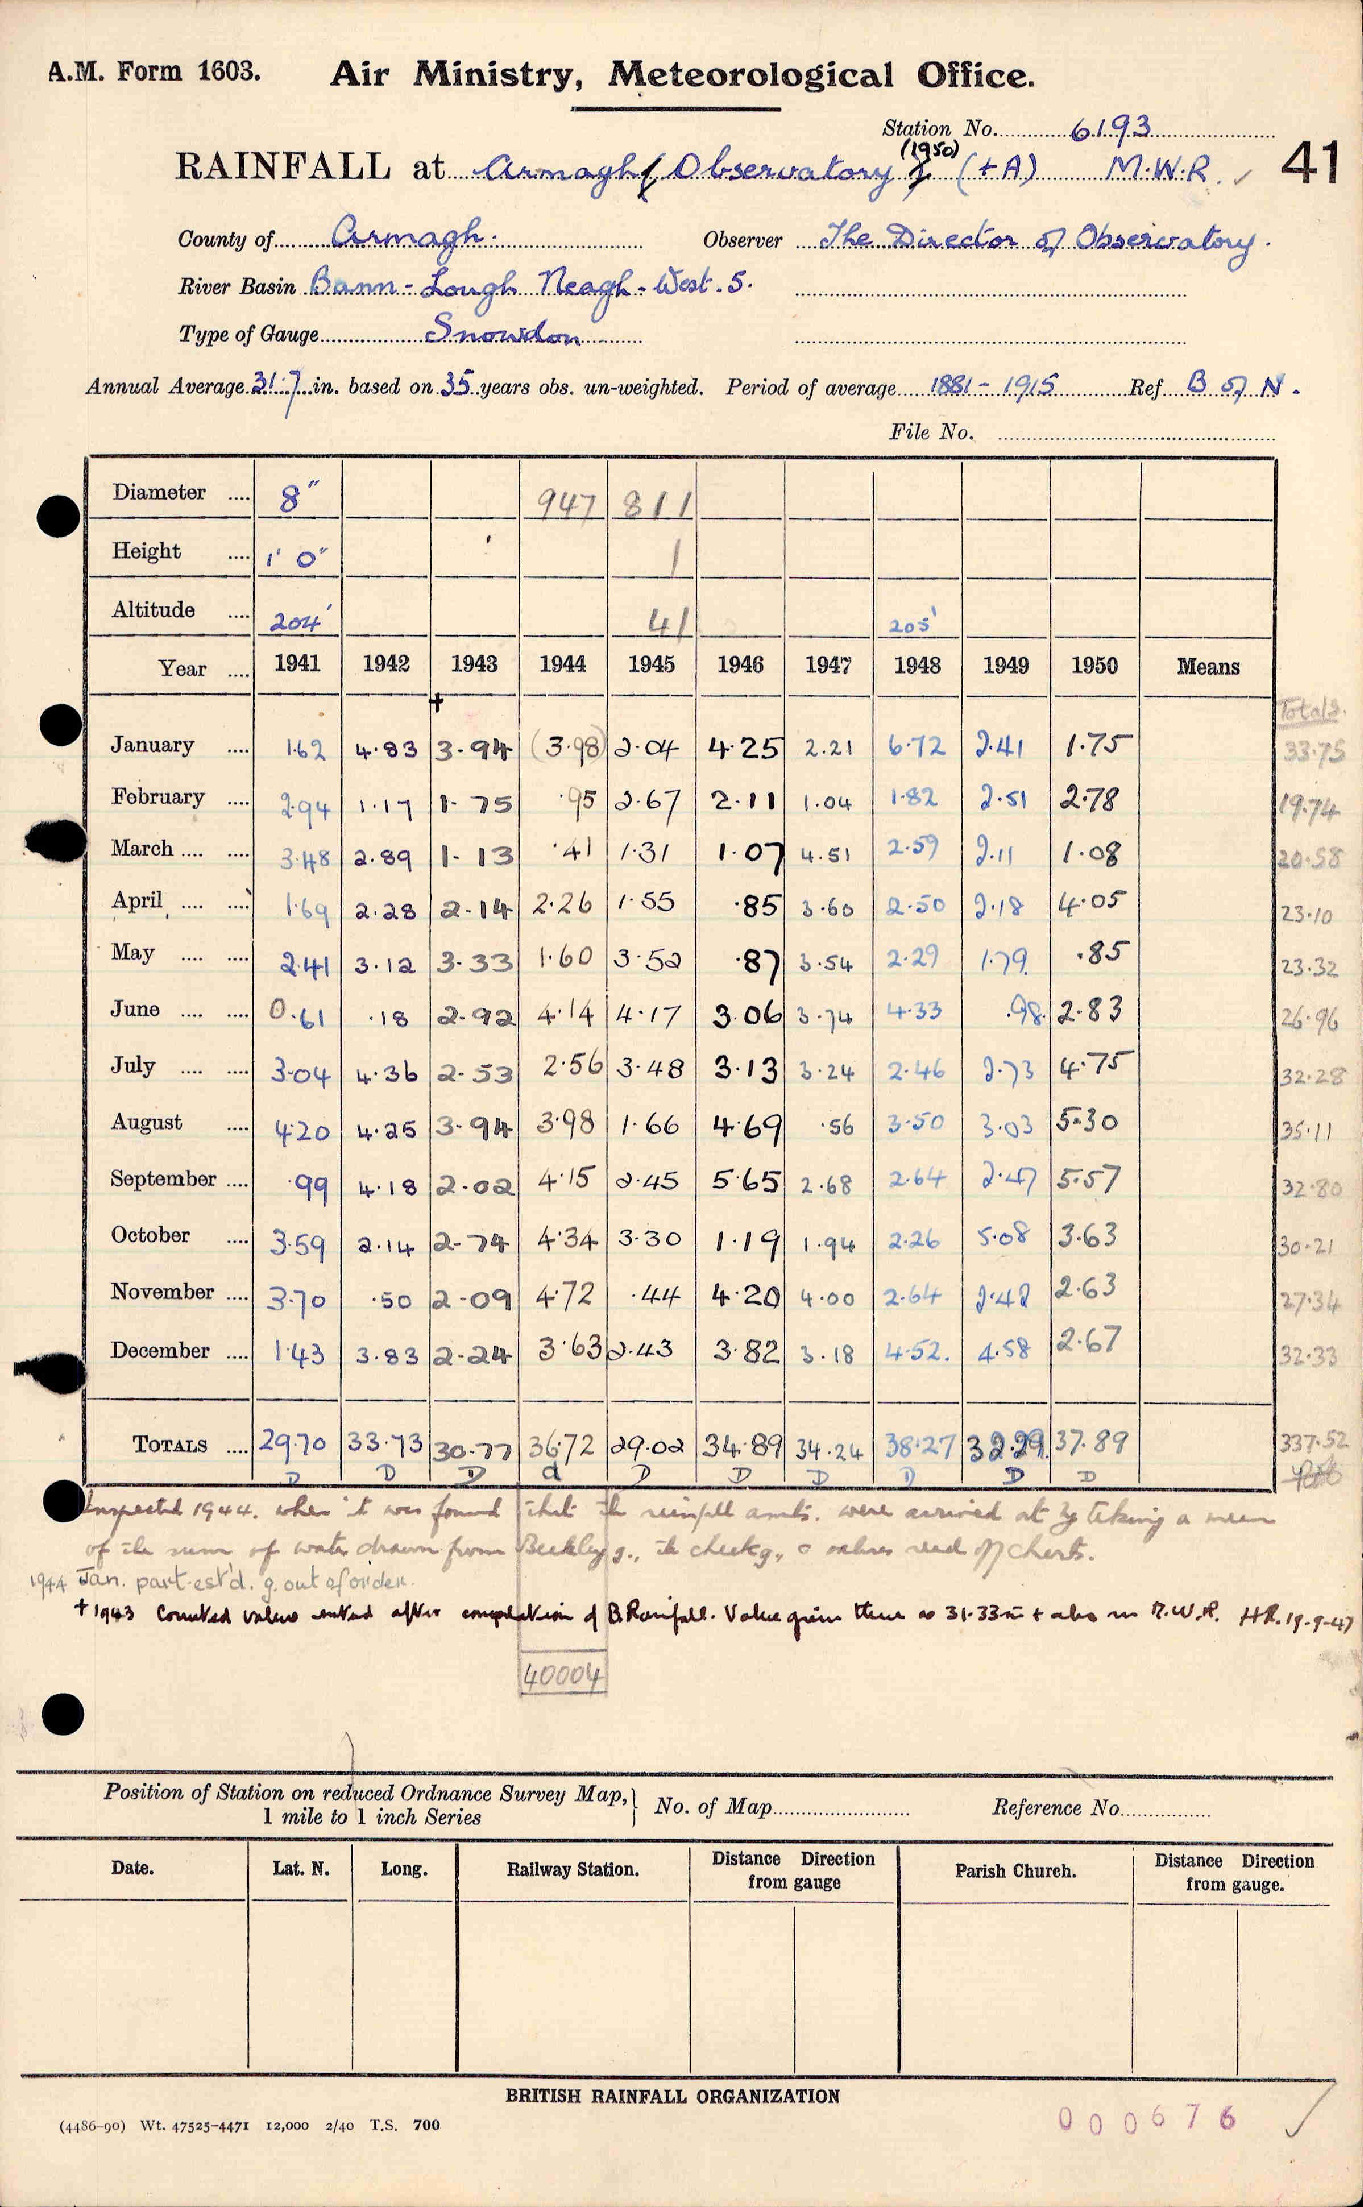 A.M. Form 1603. Air Ministry, Meteorological Office.
Station No. 6193
(1950)
RAINFALL at Armagh Observatory (+A) M.W.R. ✓ 41
County of Armagh. Observer The Director of Observatory.
River Basin Bann - Lough Neagh - West. S.
Type of Gauge Snowdon
Annual Average 31.7 in. based on 35 years obs. un-weighted. Period of average 1881 - 1915 Ref. B of N.
File No.
Diameter 8" 947 811
Height 1' 0" 1
Altitude 204' 41 205'
Year 1941 1942 1943 1944 1945 1946 1947 1948 1949 1950 Means
+ Totals.
January 1.62 4.83 3.94 (3.98) 2.04 4.25 2.21 6.72 2.41 1.75 33.75
February 2.94 1.17 1.75 .95 2.67 2.11 1.04 1.82 2.51 2.78 19.74
March 3.48 2.89 1.13 .41 1.31 1.07 4.51 2.59 2.11 1.08 20.58
April 1.69 2.28 2.14 2.26 1.55 .85 3.60 2.50 2.18 4.05 23.10
May 2.41 3.12 3.33 1.60 3.52 .87 3.54 2.29 1.79 .85 23.32
June 0.61 .18 2.92 4.14 4.17 3.06 3.74 4.33 .98 2.83 26.96
July 3.04 4.36 2.53 2.56 3.48 3.13 3.24 2.46 2.73 4.75 32.28
August 4.20 4.25 3.94 3.98 1.66 4.69 .56 3.50 3.03 5.30 35.11
September .99 4.18 2.02 4.15 2.45 5.65 2.68 2.64 2.47 5.57 32.80
October 3.59 2.14 2.74 4.34 3.30 1.19 1.94 2.26 5.08 3.63 30.21
November 3.70 .50 2.09 4.72 .44 4.20 4.00 2.64 2.42 2.63 27.34
December 1.43 3.83 2.24 3.63 2.43 3.82 3.18 4.52. 4.58 2.67 32.33
TOTALS 29.70 33.73 30.77 36.72 29.02 34.89 34.24 38.27 32.29. 37.89 337.52
D D D d D D D D D D
Inspected 1944. when it was found that the rainfall amts. were arrived at by taking a mean
of the sum of water drawn from Beckley g., the check g., & values read off charts.
1944 Jan. part est'd. g. out of order.
+ 1943 Corrected values entered after completion of B. Rainfall. Value given there as 31.33 in + also in M.W.R. HR. 19-9-47
40004
Position of Station on reduced Ordnance Survey Map, 1 mile to 1 inch Series } No. of Map Reference No.
Date. Lat. N. Long. Railway Station. Distance Direction from gauge Parish Church. Distance Direction from gauge.
BRITISH RAINFALL ORGANIZATION
(4486-90) Wt. 47525-4471 12,000 2/40 T.S. 700
000676